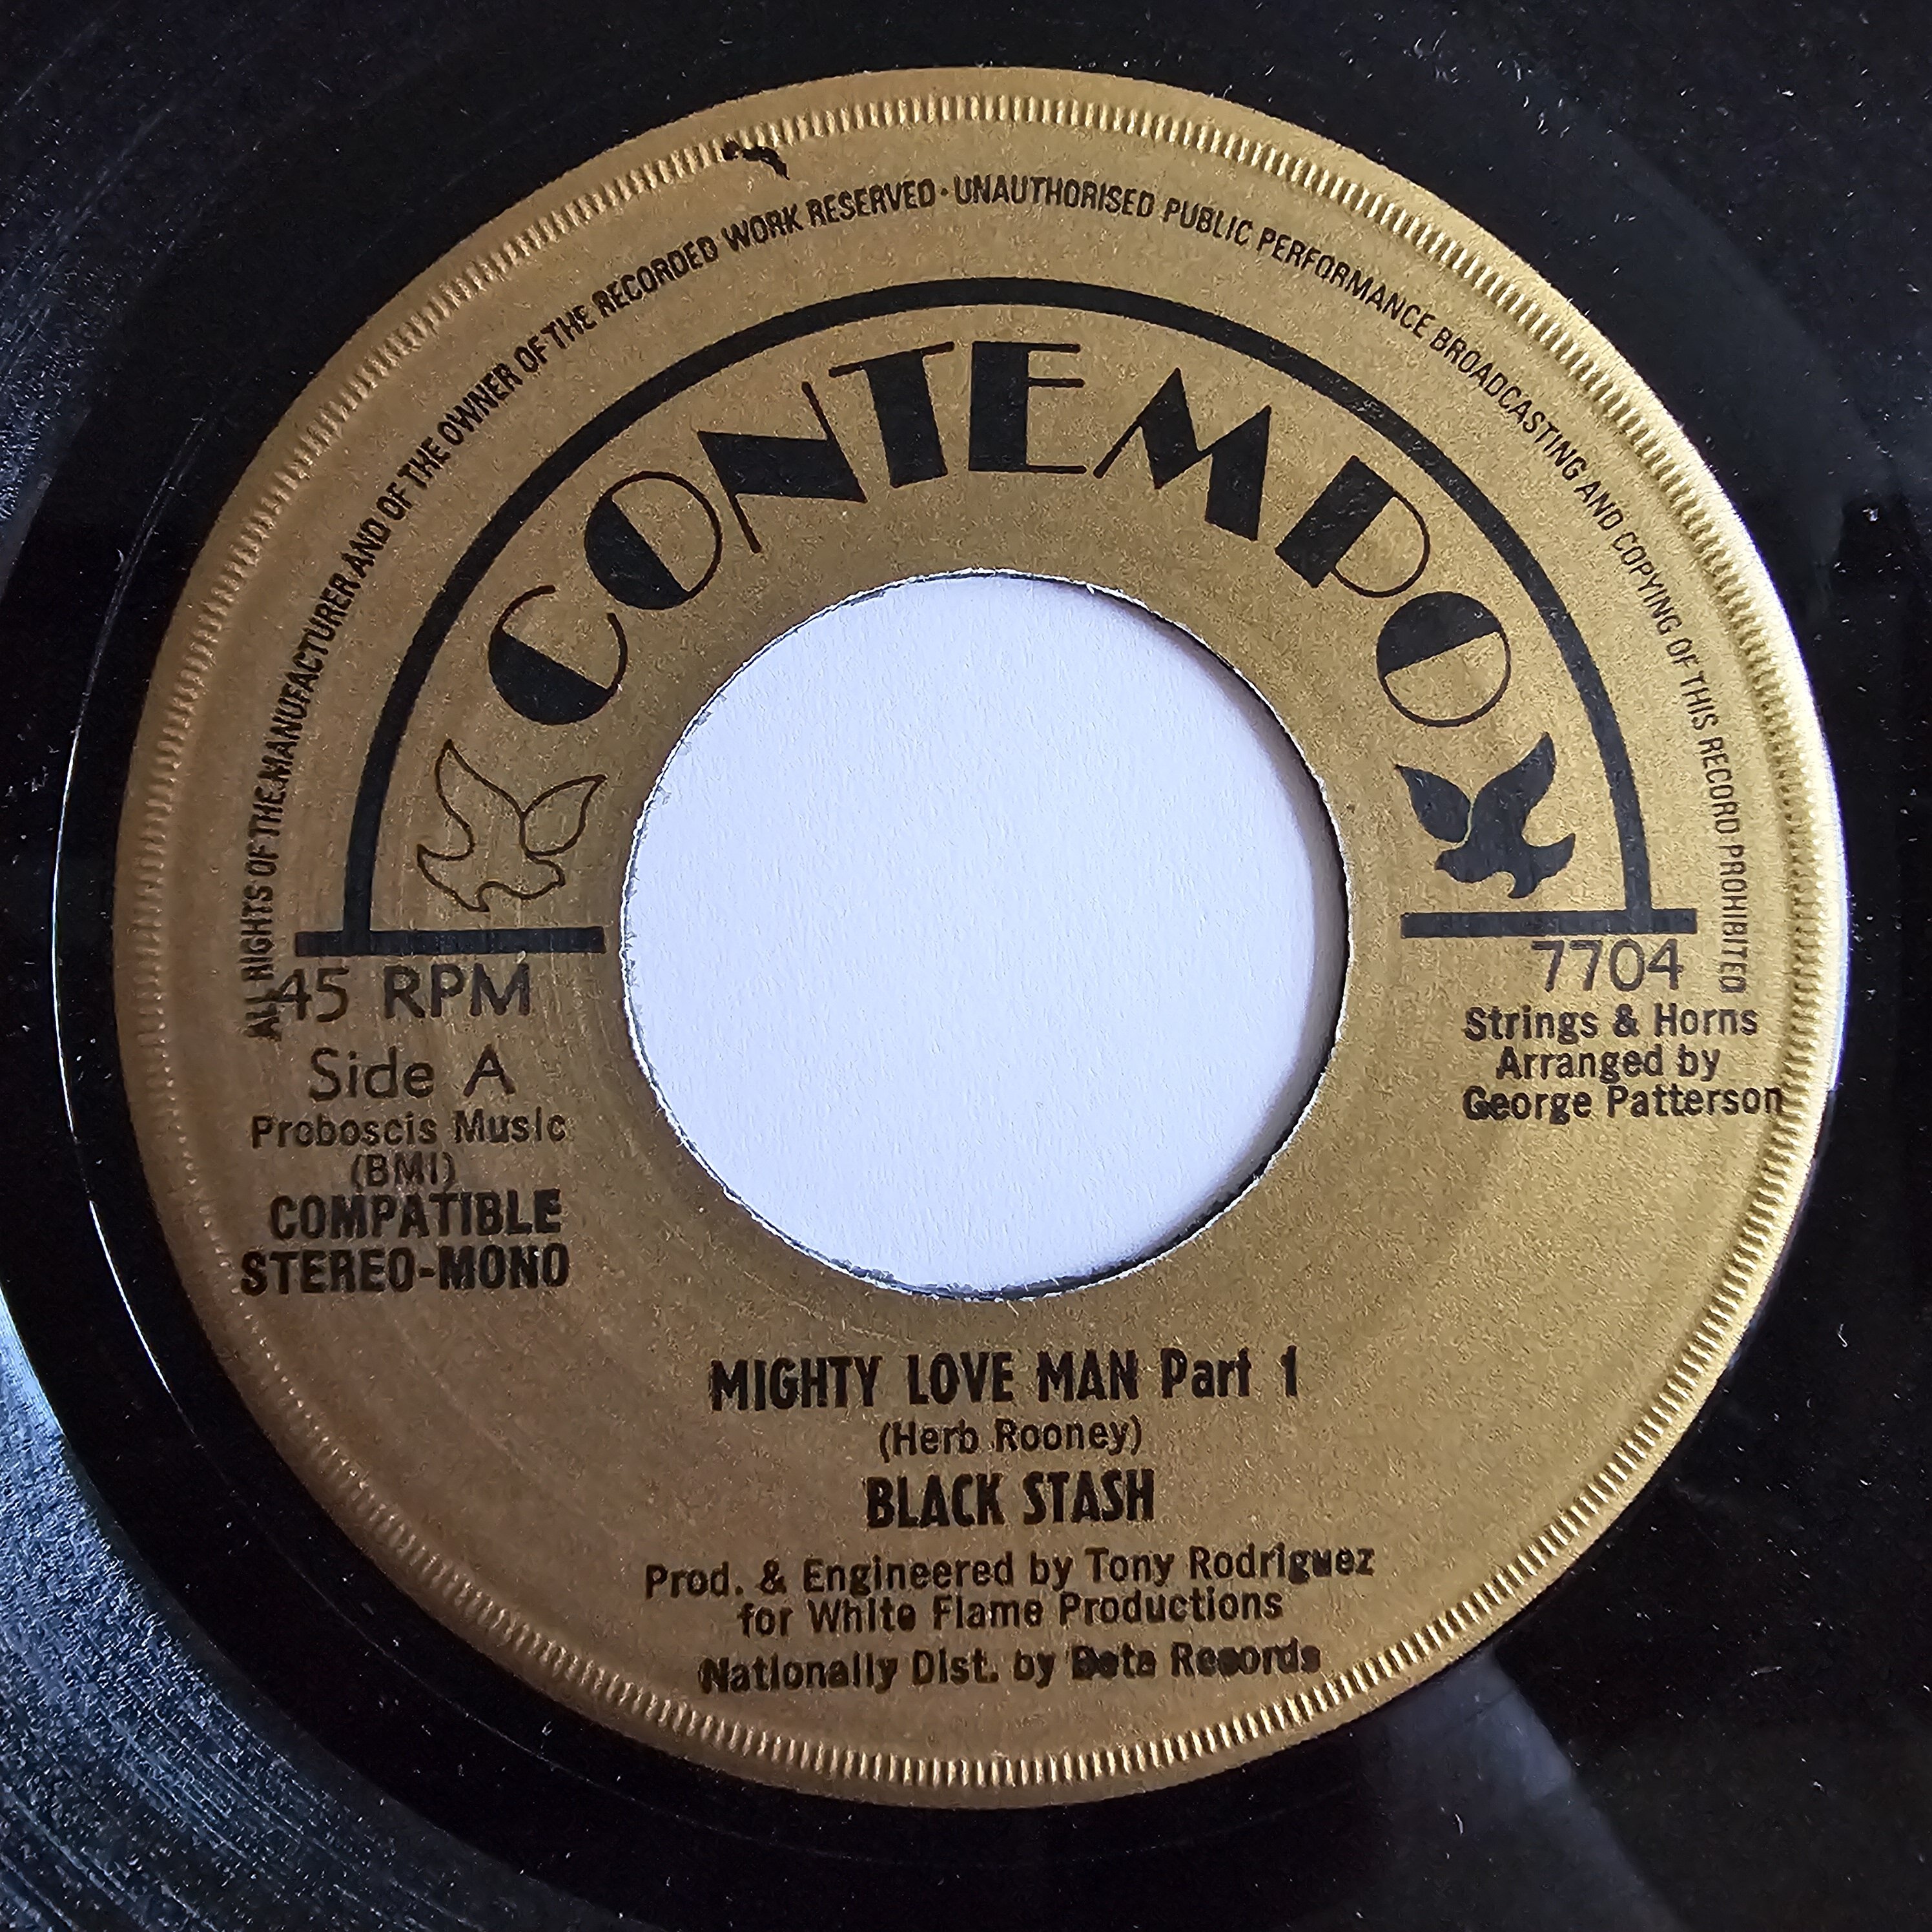 ALL RIGHTS OF THE MANUFACTURER AND OF THE OWNER OF THE RECORDED WORK RESERVED · UNAUTHORISED PUBLIC PERFORMANCE BROADCASTING AND COPYING OF THIS RECORD PROHIBITED
CONTEMPO
45 RPM
Side A
Proboscis Music
(BMI)
COMPATIBLE
STEREO-MONO
7704
Strings & Horns
Arranged by
George Patterson
MIGHTY LOVE MAN Part 1
(Herb Rooney)
BLACK STASH
Prod. & Engineered by Tony Rodriguez
for White Flame Productions
Nationally Dist. by Records